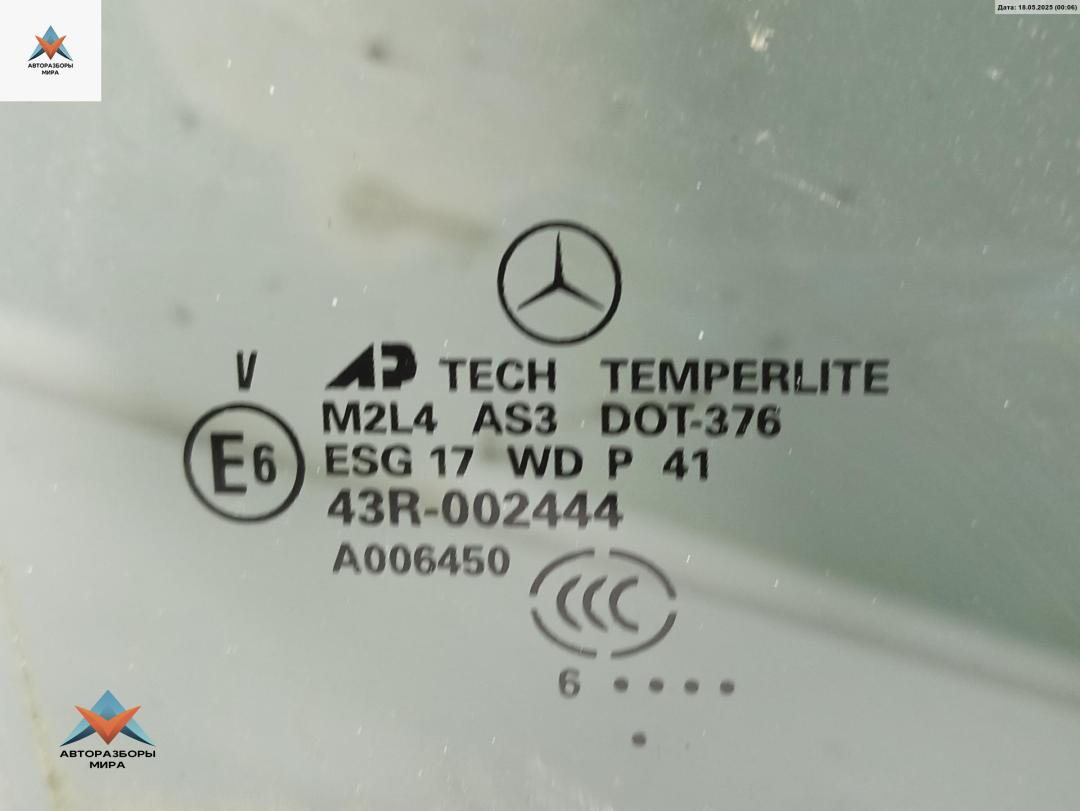 Дата: 18.05.2025 (00:06)
АВТОРАЗБОРЫ
МИРА
V AP TECH TEMPERLITE
M2L4 AS3 DOT-376
E6 ESG 17 WD P 41
43R-002444
A006450
CCC
6 • • • •
•
АВТОРАЗБОРЫ
МИРА